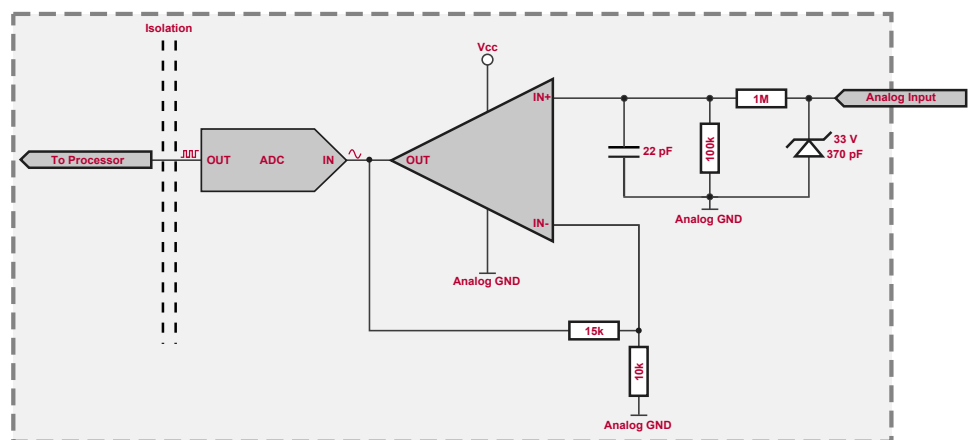 Isolation
Vcc
IN+
1M
Analog Input
To Processor
OUT
ADC
IN
OUT
22 pF
100k
33 V
370 pF
Analog GND
IN-
Analog GND
15k
10k
Analog GND